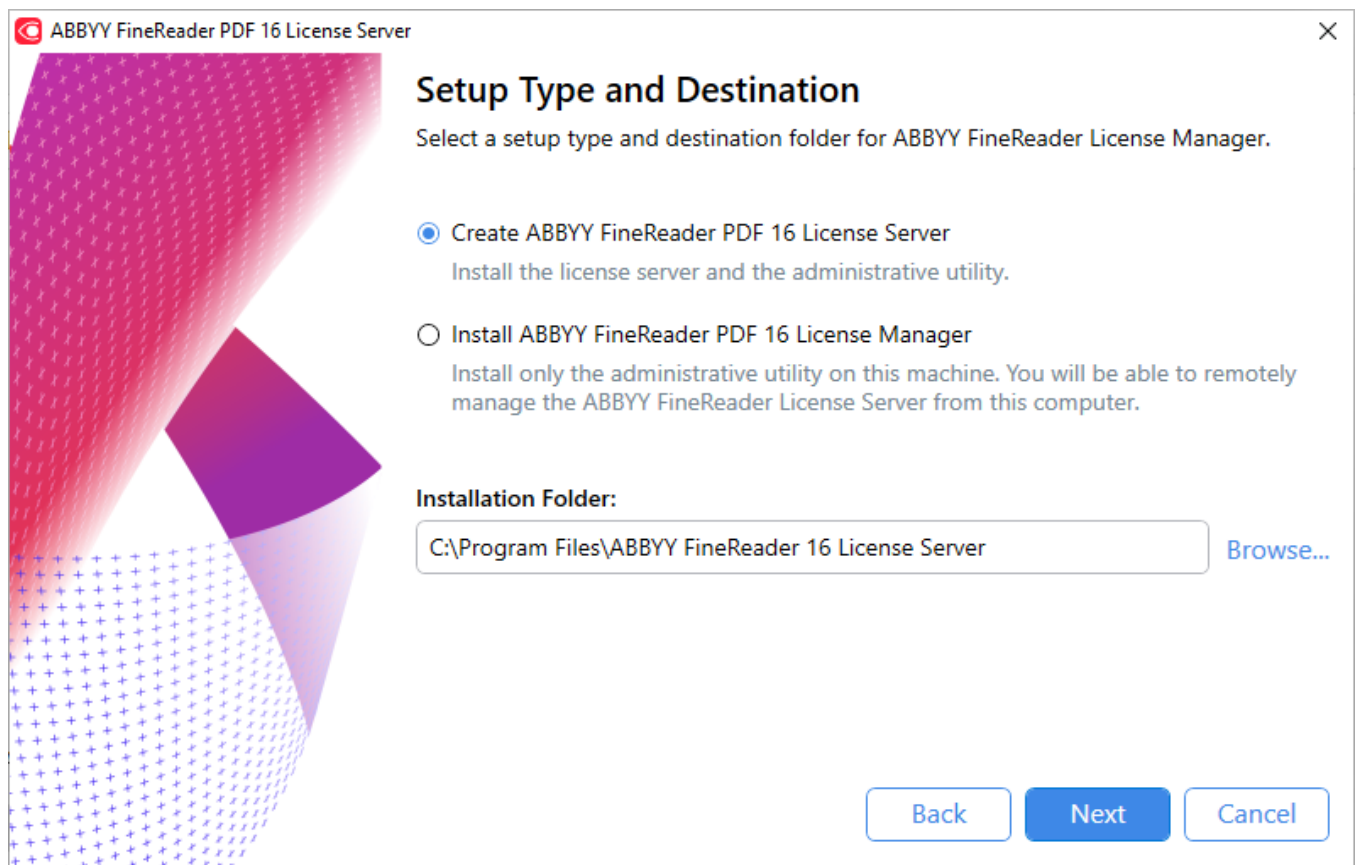 ABBYY FineReader PDF 16 License Server
Setup Type and Destination
Select a setup type and destination folder for ABBYY FineReader License Manager.
Create ABBYY FineReader PDF 16 License Server
Install the license server and the administrative utility.
Install ABBYY FineReader PDF 16 License Manager
Install only the administrative utility on this machine. You will be able to remotely
manage the ABBYY FineReader License Server from this computer.
Installation Folder:
C:\Program Files\ABBYY FineReader 16 License Server
Browse...
Back
Next
Cancel